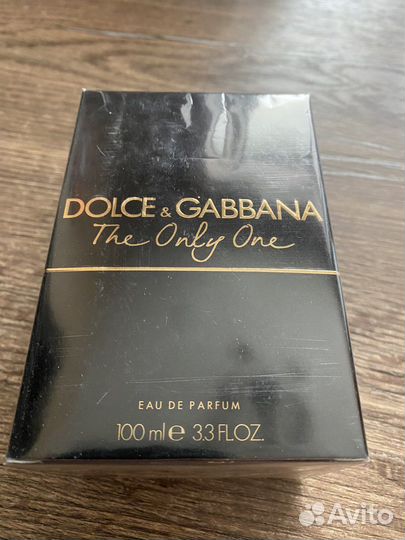 DOLCE & GABBANA
The Only One
EAU DE PARFUM
100 ml e 3.3 FL.OZ.
Avito